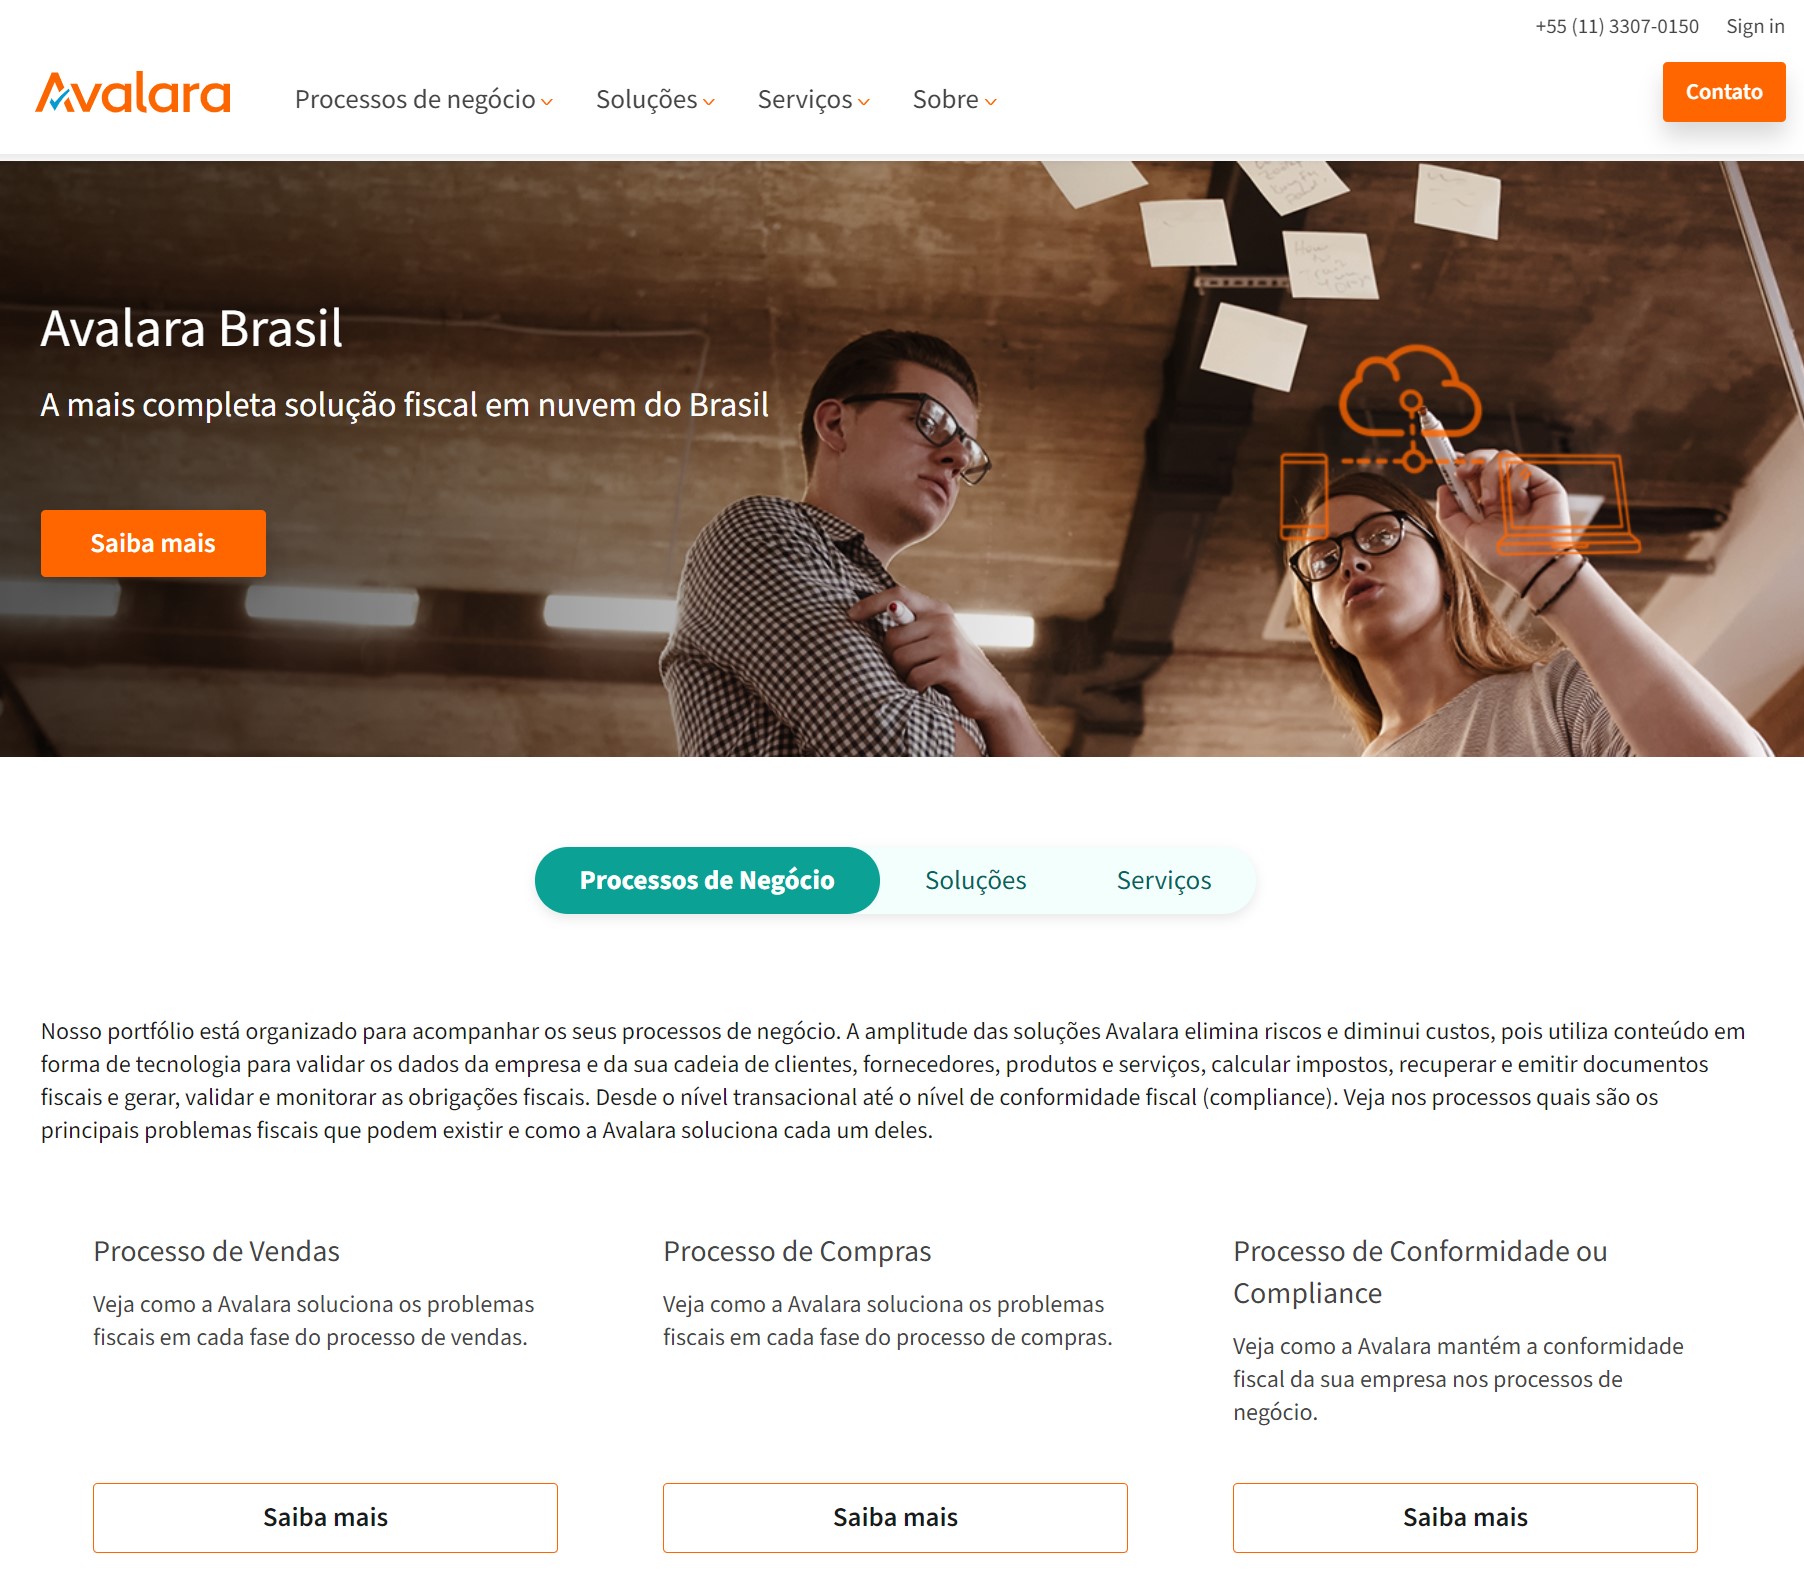 +55 (11) 3307-0150 Sign in
Avalara
Processos de negócio Soluções Serviços Sobre
Contato
Avalara Brasil
A mais completa solução fiscal em nuvem do Brasil
Saiba mais
Processos de Negócio Soluções Serviços
Nosso portfólio está organizado para acompanhar os seus processos de negócio. A amplitude das soluções Avalara elimina riscos e diminui custos, pois utiliza conteúdo em
forma de tecnologia para validar os dados da empresa e da sua cadeia de clientes, fornecedores, produtos e serviços, calcular impostos, recuperar e emitir documentos
fiscais e gerar, validar e monitorar as obrigações fiscais. Desde o nível transacional até o nível de conformidade fiscal (compliance). Veja nos processos quais são os
principais problemas fiscais que podem existir e como a Avalara soluciona cada um deles.
Processo de Vendas
Veja como a Avalara soluciona os problemas
fiscais em cada fase do processo de vendas.
Saiba mais
Processo de Compras
Veja como a Avalara soluciona os problemas
fiscais em cada fase do processo de compras.
Saiba mais
Processo de Conformidade ou
Compliance
Veja como a Avalara mantém a conformidade
fiscal da sua empresa nos processos de
negócio.
Saiba mais